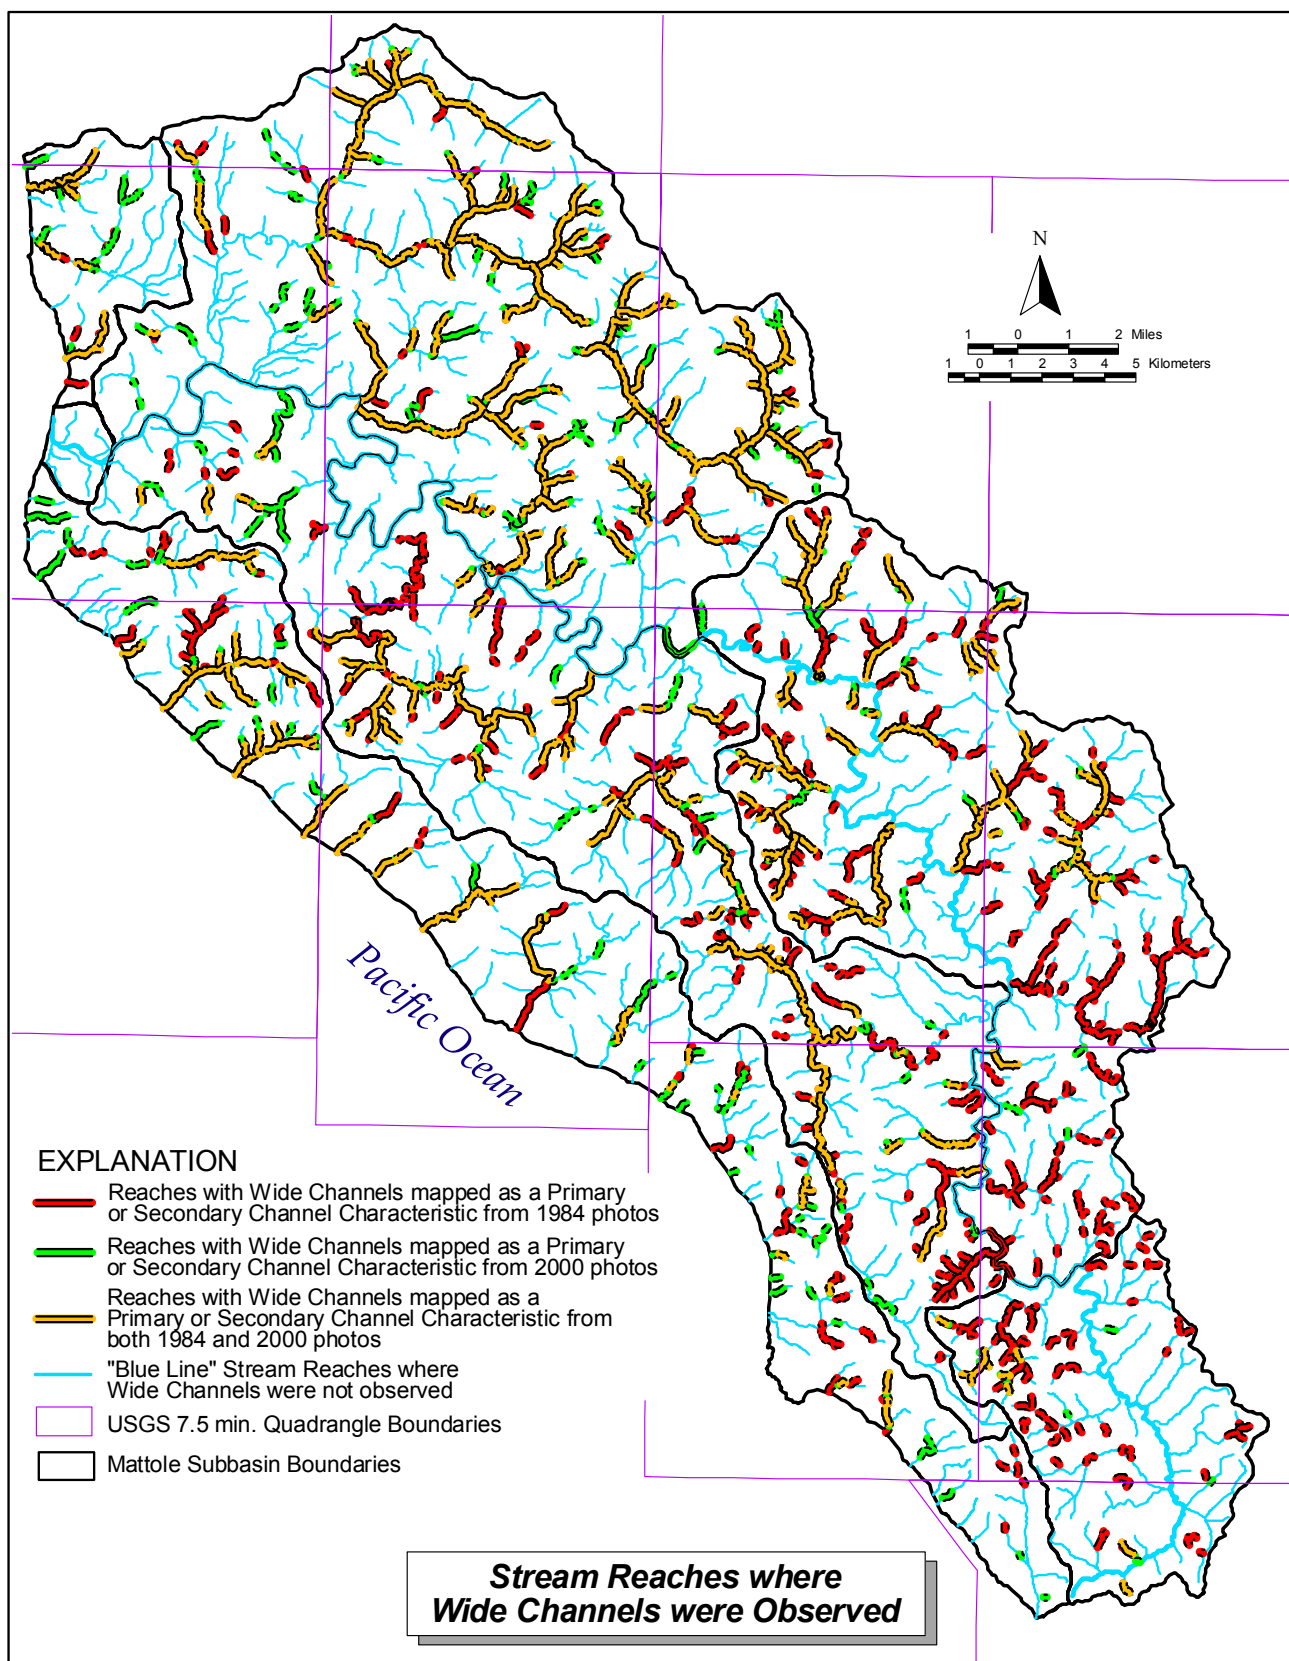 N
1 0 1 2 Miles
1 0 1 2 3 4 5 Kilometers
Pacific Ocean
EXPLANATION
Reaches with Wide Channels mapped as a Primary
or Secondary Channel Characteristic from 1984 photos
Reaches with Wide Channels mapped as a Primary
or Secondary Channel Characteristic from 2000 photos
Reaches with Wide Channels mapped as a
Primary or Secondary Channel Characteristic from
both 1984 and 2000 photos
"Blue Line" Stream Reaches where
Wide Channels were not observed
USGS 7.5 min. Quadrangle Boundaries
Mattole Subbasin Boundaries
Stream Reaches where
Wide Channels were Observed